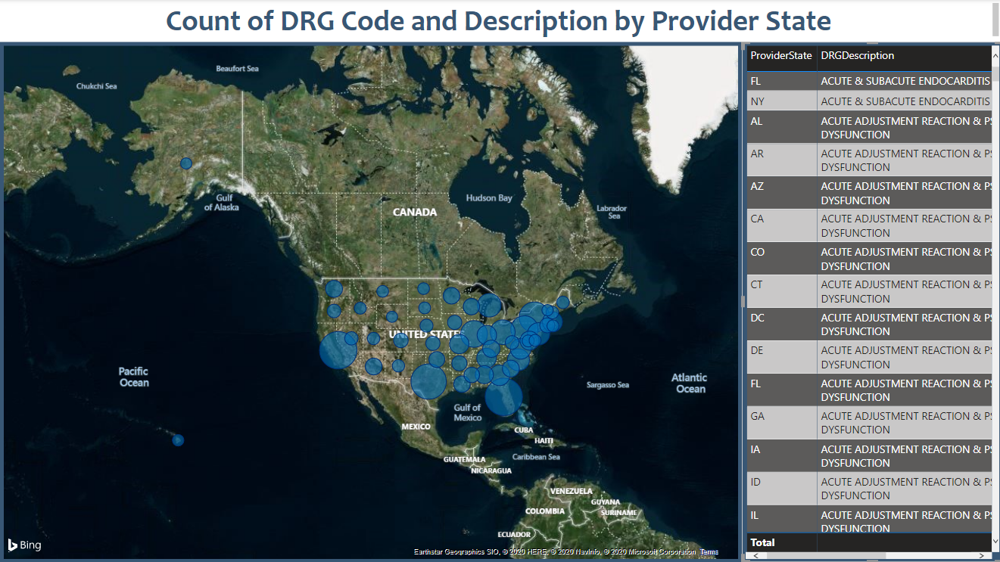 Count of DRG Code and Description by Provider State
Beaufort Sea
Chukchi Sea
Gulf
of Alaska
Hudson Bay
Labrador
Sea
CANADA
UNITED STATES
Pacific
Ocean
Atlantic
Ocean
Sargasso Sea
Gulf of
Mexico
MEXICO
CUBA
HAITI
GUATEMALA
Caribbean Sea
NICARAGUA
VENEZUELA
GUYANA
COLOMBIA
SURINAME
ECUADOR
Bing
Earthstar Geographics SIO, © 2020 HERE, © 2020 NavInfo, © 2020 Microsoft Corporation Terms
ProviderState DRGDescription
FL ACUTE & SUBACUTE ENDOCARDITIS
NY ACUTE & SUBACUTE ENDOCARDITIS
AL ACUTE ADJUSTMENT REACTION & PS
DYSFUNCTION
AR ACUTE ADJUSTMENT REACTION & PS
DYSFUNCTION
AZ ACUTE ADJUSTMENT REACTION & PS
DYSFUNCTION
CA ACUTE ADJUSTMENT REACTION & PS
DYSFUNCTION
CO ACUTE ADJUSTMENT REACTION & PS
DYSFUNCTION
CT ACUTE ADJUSTMENT REACTION & PS
DYSFUNCTION
DC ACUTE ADJUSTMENT REACTION & PS
DYSFUNCTION
DE ACUTE ADJUSTMENT REACTION & PS
DYSFUNCTION
FL ACUTE ADJUSTMENT REACTION & PS
DYSFUNCTION
GA ACUTE ADJUSTMENT REACTION & PS
DYSFUNCTION
IA ACUTE ADJUSTMENT REACTION & PS
DYSFUNCTION
ID ACUTE ADJUSTMENT REACTION & PS
DYSFUNCTION
IL ACUTE ADJUSTMENT REACTION & PS
DYSFUNCTION
Total